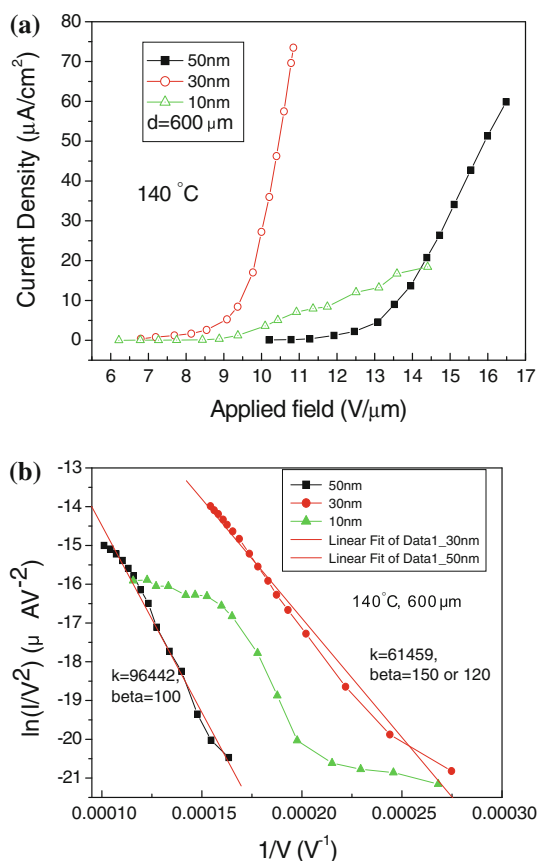 (a)
80
70
60
50
40
30
20
10
0
Curent Density (μA/cm²)
50nm
30nm
10nm
d=600 μm
140 °C
6 7 8 9 10 11 12 13 14 15 16 17
Applied field (V/μm)
(b)
-13
-14
-15
-16
-17
-18
-19
-20
-21
ln(I/V²) (μ AV⁻²)
50nm
30nm
10nm
Linear Fit of Data1_30nm
Linear Fit of Data1_50nm
140°C, 600 μm
k=96442,
beta=100
k=61459,
beta=150 or 120
0.00010 0.00015 0.00020 0.00025 0.00030
1/V (V⁻¹)